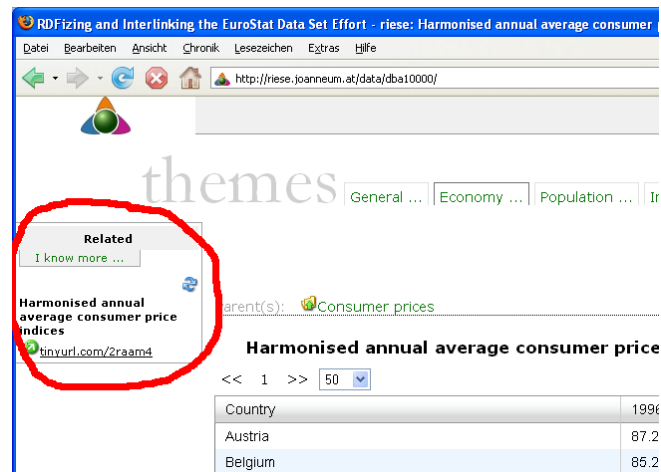 RDFizing and Interlinking the EuroStat Data Set Effort - riese: Harmonised annual average consumer
Datei Bearbeiten Ansicht Chronik Lesezeichen Extras Hilfe
http://riese.joanneum.at/data/dba10000/
themes
General ... Economy ... Population ...
Related
I know more ...
Harmonised annual
average consumer price
indices
tinyurl.com/2raam4
arent(s): Consumer prices
Harmonised annual average consumer price
<< 1 >> 50
Country 1996
Austria 87.2
Belgium 85.2